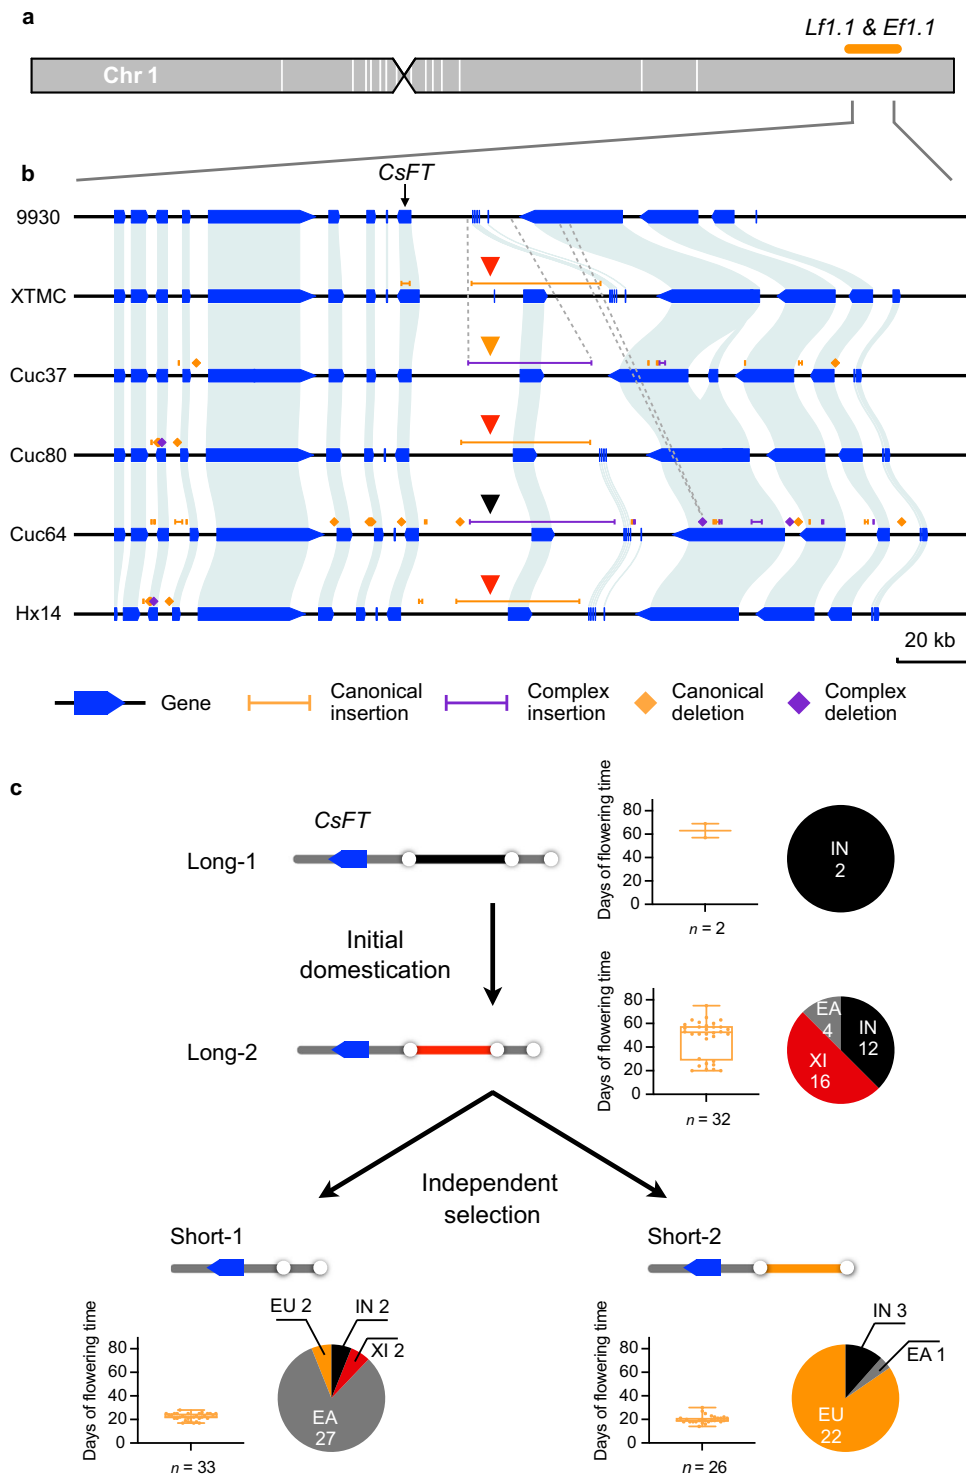 a
Lf1.1 & Ef1.1
Chr 1
b
CsFT
9930
XTMC
Cuc37
Cuc80
Cuc64
Hx14
20 kb
Gene
Canonical
insertion
Complex
insertion
Canonical
deletion
Complex
deletion
c
CsFT
Long-1
Days of flowering time
80
60
40
20
0
n = 2
IN
2
Initial
domestication
Long-2
Days of flowering time
80
60
40
20
0
n = 32
EA
4
IN
12
XI
16
Independent
selection
Short-1
Days of flowering time
80
60
40
20
0
n = 33
EU 2
IN 2
XI 2
EA
27
Short-2
Days of flowering time
80
60
40
20
0
n = 26
IN 3
EA 1
EU
22